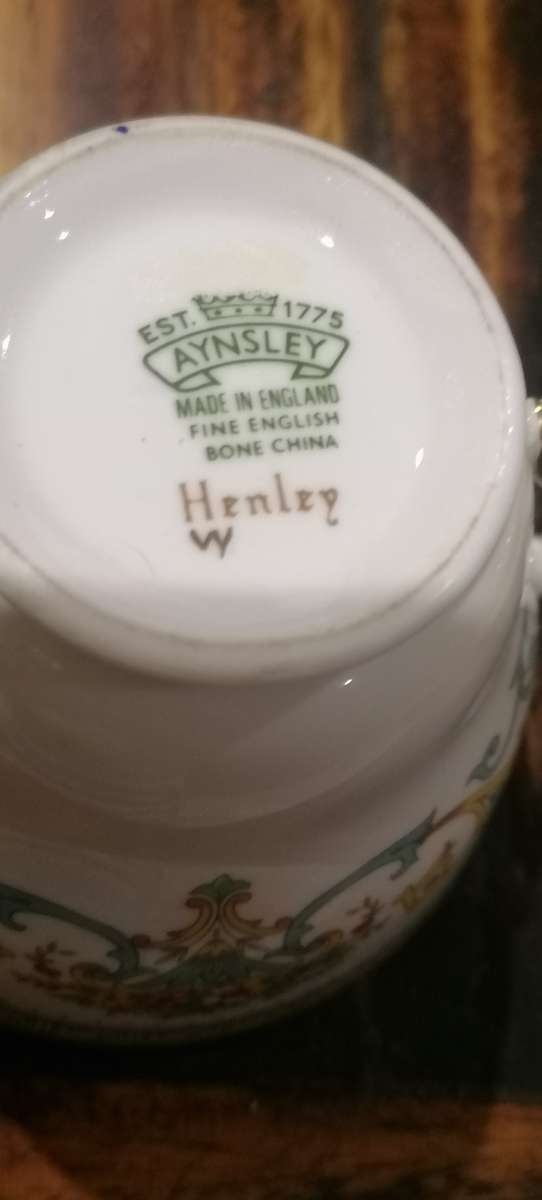 EST. 1775
AYNSLEY
MADE IN ENGLAND
FINE ENGLISH
BONE CHINA
Henley
W